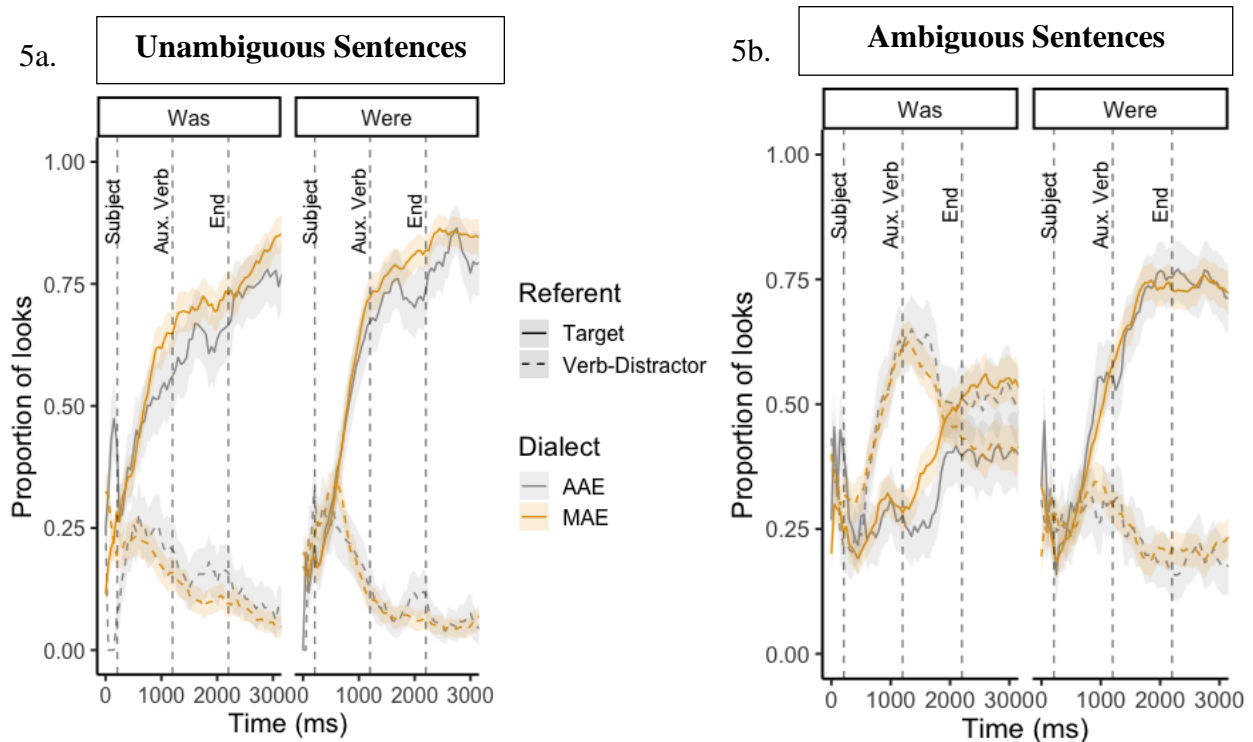 5a.
Unambiguous Sentences
Was
Were
1.00
0.75
0.50
0.25
0.00
Proportion of looks
Subject
Aux. Verb
End
Subject
Aux. Verb
End
0
1000
2000
3000
0
1000
2000
3000
Time (ms)
Referent
Target
Verb-Distractor
Dialect
AAE
MAE
5b.
Ambiguous Sentences
Was
Were
1.00
0.75
0.50
0.25
0.00
Proportion of looks
Subject
Aux. Verb
End
Subject
Aux. Verb
End
0
1000
2000
3000
0
1000
2000
3000
Time (ms)